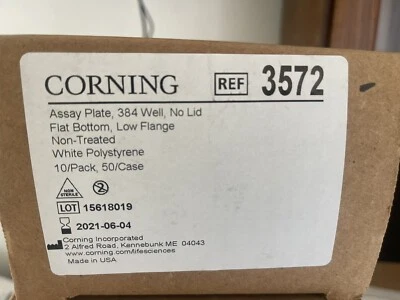 CORNING REF 3572
Assay Plate, 384 Well, No Lid
Flat Bottom, Low Flange
Non-Treated
White Polystyrene
10/Pack, 50/Case
NON STERILE
LOT 15618019
2021-06-04
Corning Incorporated
2 Alfred Road, Kennebunk ME 04043
www.corning.com/lifesciences
Made in USA